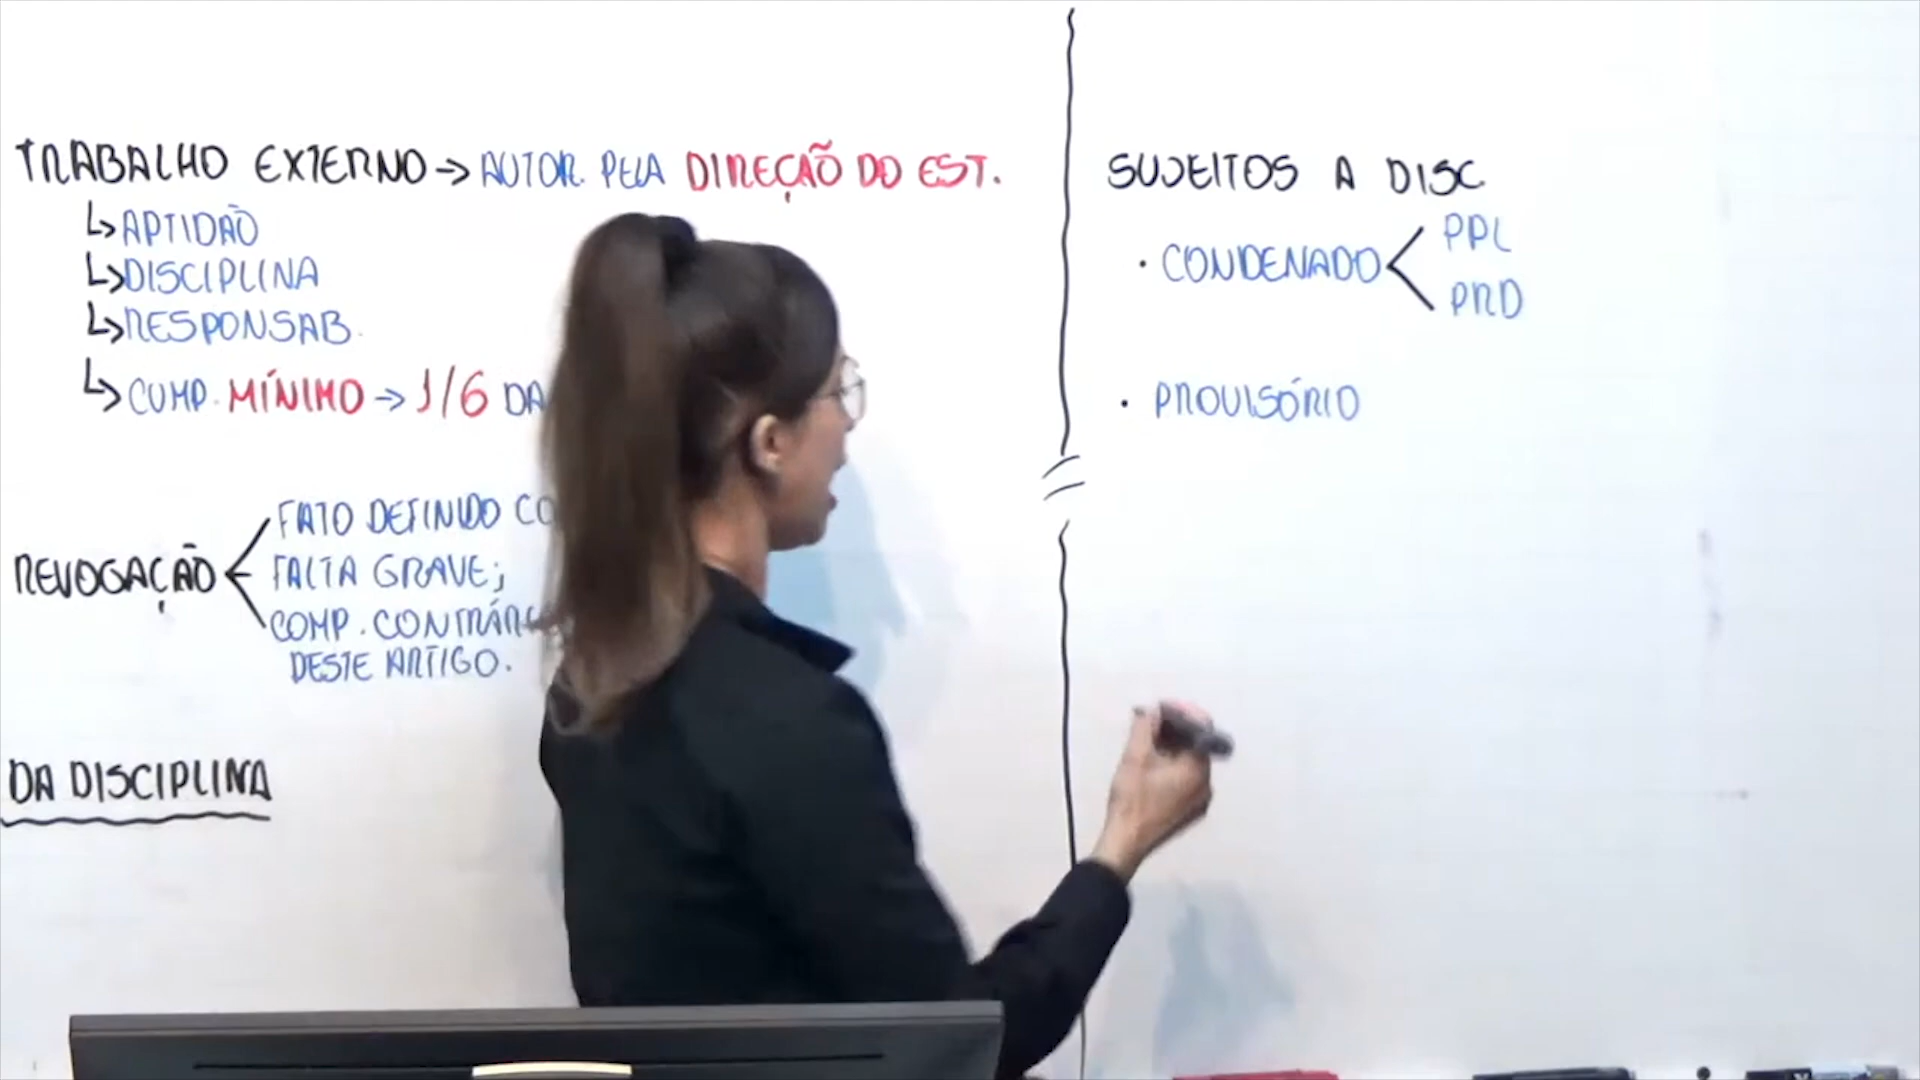 TRABALHO EXTERNO → AUTOR. PELA DIREÇÃO DO EST.
↳ APTIDÃO
↳ DISCIPLINA
↳ RESPONSAB.
↳ CUMP. MÍNIMO → 1/6 DA
REVOGAÇÃO
FATO DEFINIDO
FALTA GRAVE;
COMP. CONTRÁR
DESTE ARTIGO.
DA DISCIPLINA
SUJEITOS A DISC.
• CONDENADO
PPL
PRD
• PROVISÓRIO